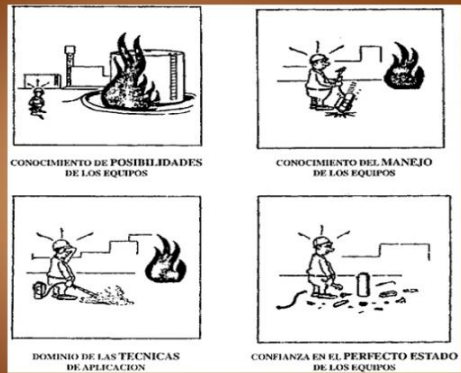 CONOCIMIENTO DE POSIBILIDADES
DE LOS EQUIPOS
CONOCIMIENTO DEL MANEJO
DE LOS EQUIPOS
DOMINIO DE LAS TECNICAS
DE APLICACION
CONFIANZA EN EL PERFECTO ESTADO
DE LOS EQUIPOS